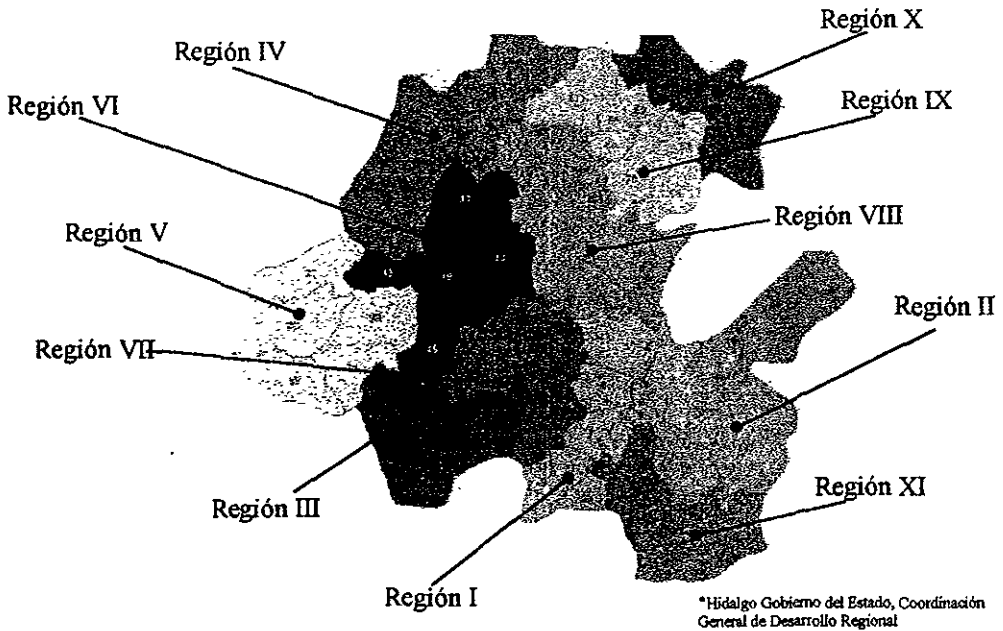 Región X
Región IV
Región IX
Región VI
Región VIII
Región V
Región II
Región VII
Región XI
Región III
Región I
*Hidalgo Gobierno del Estado, Coordinación
General de Desarrollo Regional